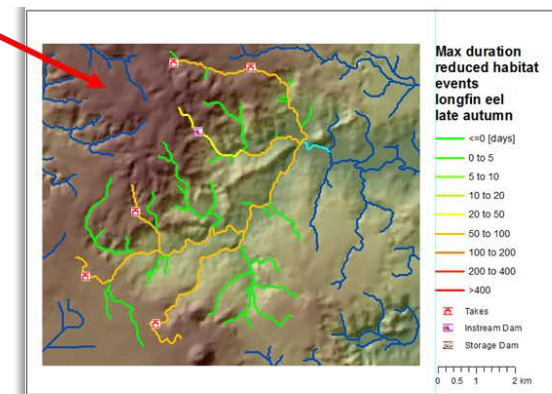 Max duration
reduced habitat
events
longfin eel
late autumn
<=0 [days]
0 to 5
5 to 10
10 to 20
20 to 50
50 to 100
100 to 200
200 to 400
>400
Takes
Instream Dam
Storage Dam
0 0.5 1 2 km